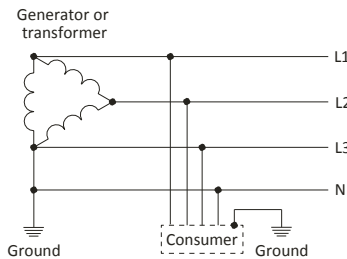 Generator or
transformer
L1
L2
L3
N
Consumer
Ground
Ground